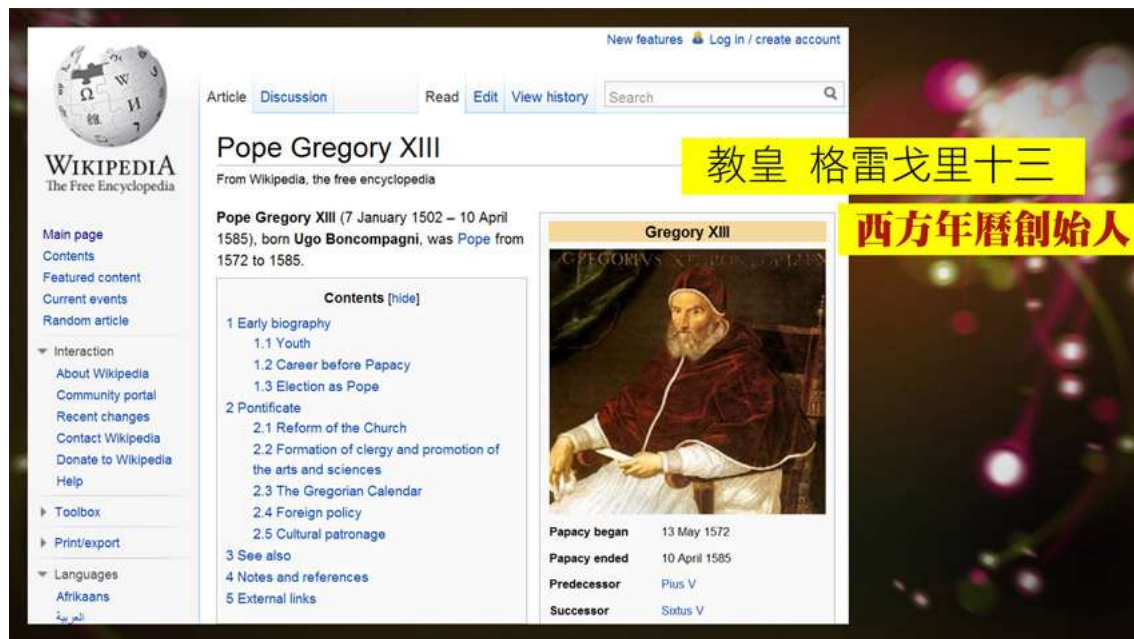 New features Log in / create account
Article Discussion Read Edit View history Search
WIKIPEDIA
The Free Encyclopedia
Main page
Contents
Featured content
Current events
Random article
Interaction
About Wikipedia
Community portal
Recent changes
Contact Wikipedia
Donate to Wikipedia
Help
Toolbox
Print/export
Languages
Afrikaans
العربية
Pope Gregory XIII
From Wikipedia, the free encyclopedia
教皇 格雷戈里十三
西方年曆創始人
Pope Gregory XIII (7 January 1502 – 10 April
1585), born Ugo Boncompagni, was Pope from
1572 to 1585.
Contents [hide]
1 Early biography
1.1 Youth
1.2 Career before Papacy
1.3 Election as Pope
2 Pontificate
2.1 Reform of the Church
2.2 Formation of clergy and promotion of
the arts and sciences
2.3 The Gregorian Calendar
2.4 Foreign policy
2.5 Cultural patronage
3 See also
4 Notes and references
5 External links
Gregory XIII
Papacy began 13 May 1572
Papacy ended 10 April 1585
Predecessor Pius V
Successor Sixtus V